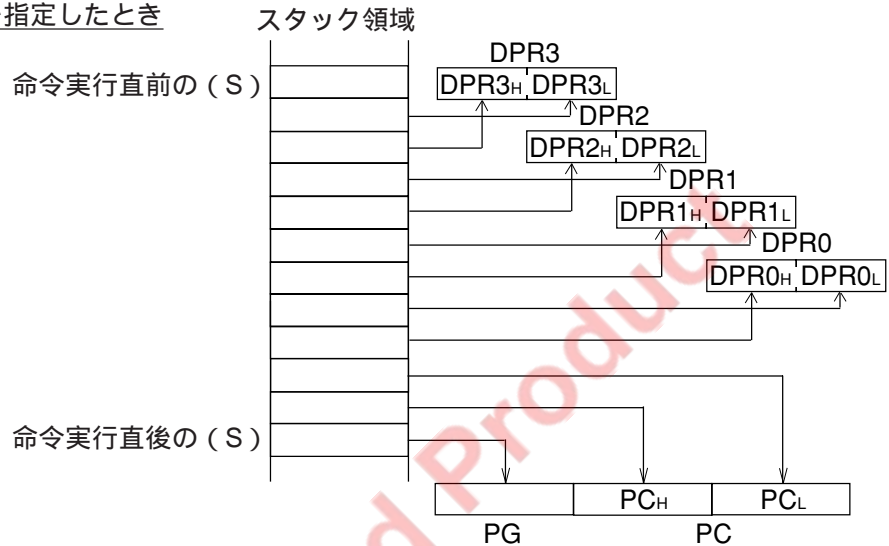 指定したとき
スタック領域
DPR3
命令実行直前の（S）
DPR3H DPR3L
DPR2
DPR2H DPR2L
DPR1
DPR1H DPR1L
DPR0
DPR0H DPR0L
命令実行直後の（S）
PCH PCL
PG PC
d Product